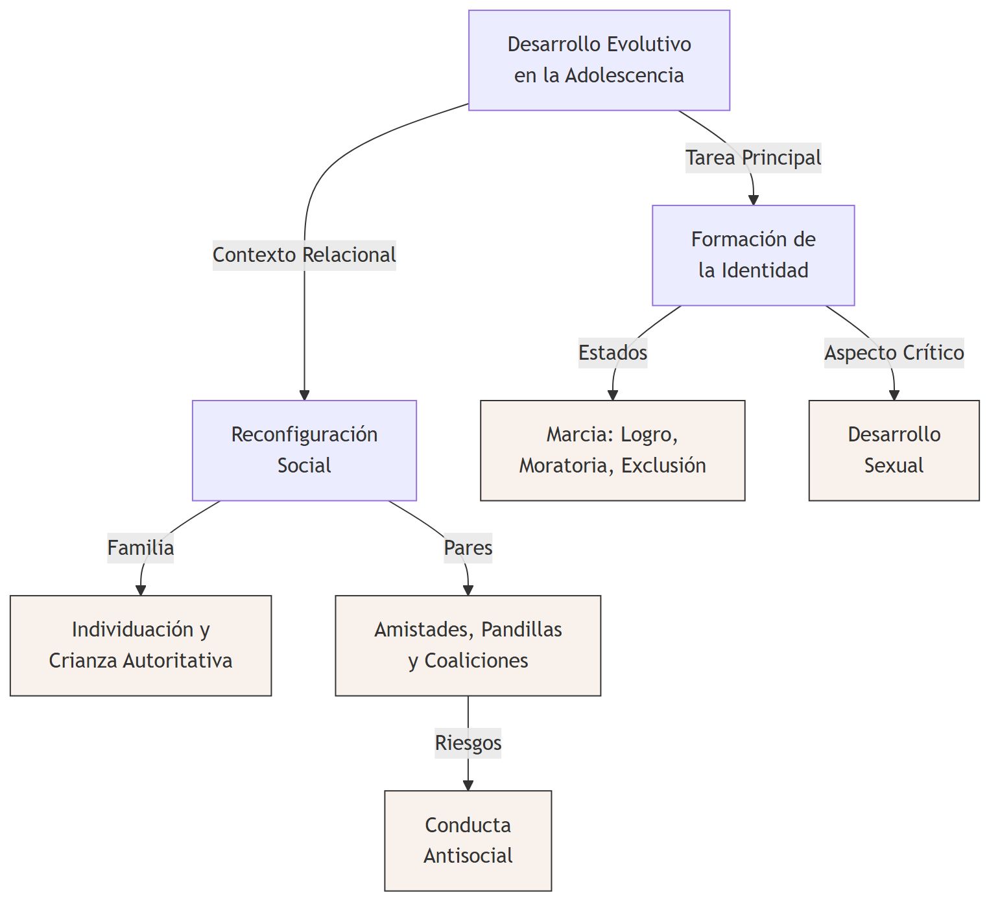 Desarrollo Evolutivo
en la Adolescencia
Tarea Principal
Contexto Relacional
Formación de
la Identidad
Estados
Aspecto Crítico
Reconfiguración
Social
Marcia: Logro,
Moratoria, Exclusión
Desarrollo
Sexual
Familia
Pares
Individuación y
Crianza Autoritativa
Amistades, Pandillas
y Coaliciones
Riesgos
Conducta
Antisocial